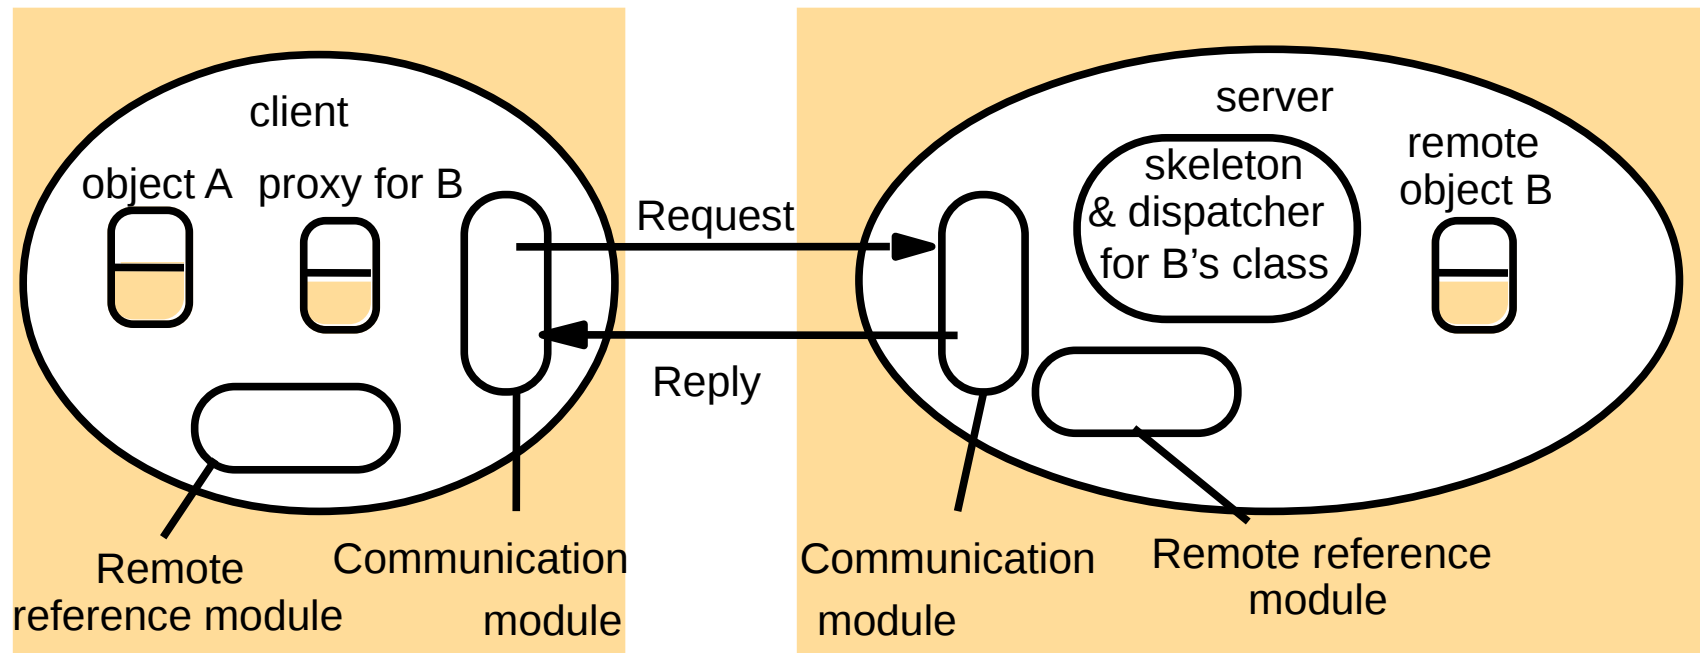 client
object A
proxy for B
Remote
reference module
Communication
module
Request
Reply
server
skeleton
& dispatcher
for B’s class
remote
object B
Communication
module
Remote reference
module